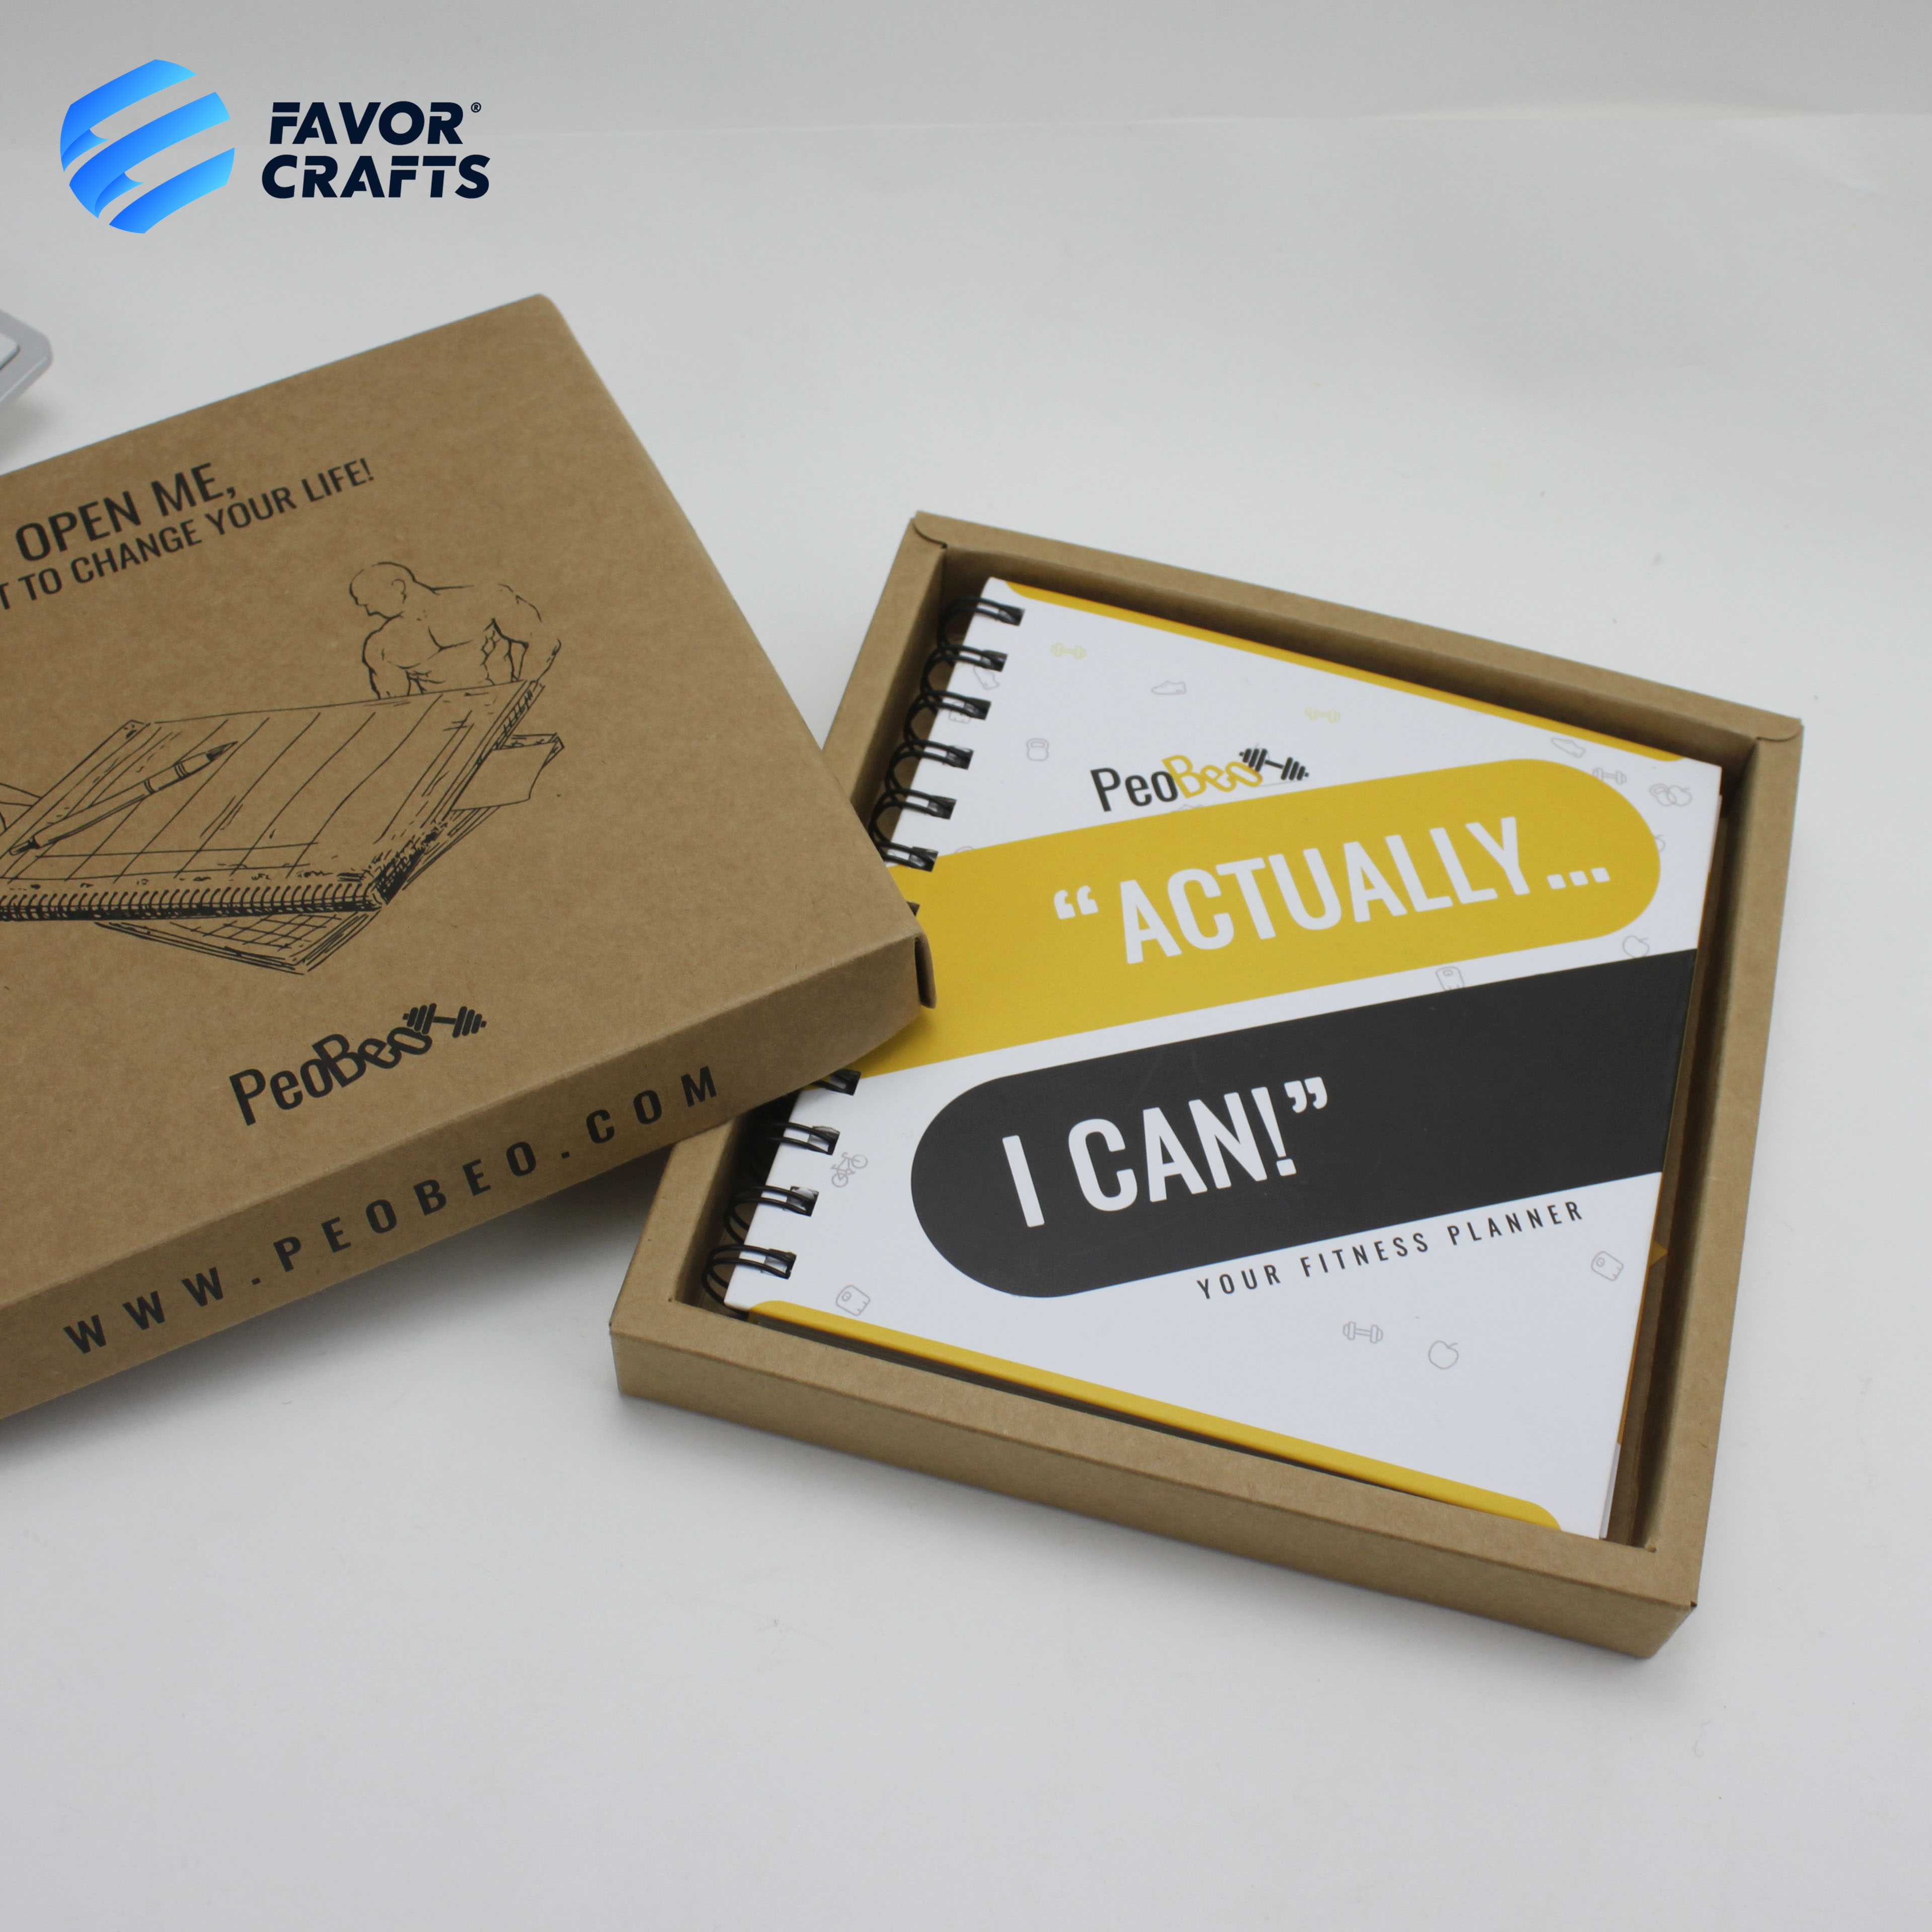 FAVOR®
CRAFTS
OPEN ME,
TO CHANGE YOUR LIFE!
PeoBeo
WWW.PEOBEO.COM
PeoBeo
“ACTUALLY...
I CAN!”
YOUR FITNESS PLANNER